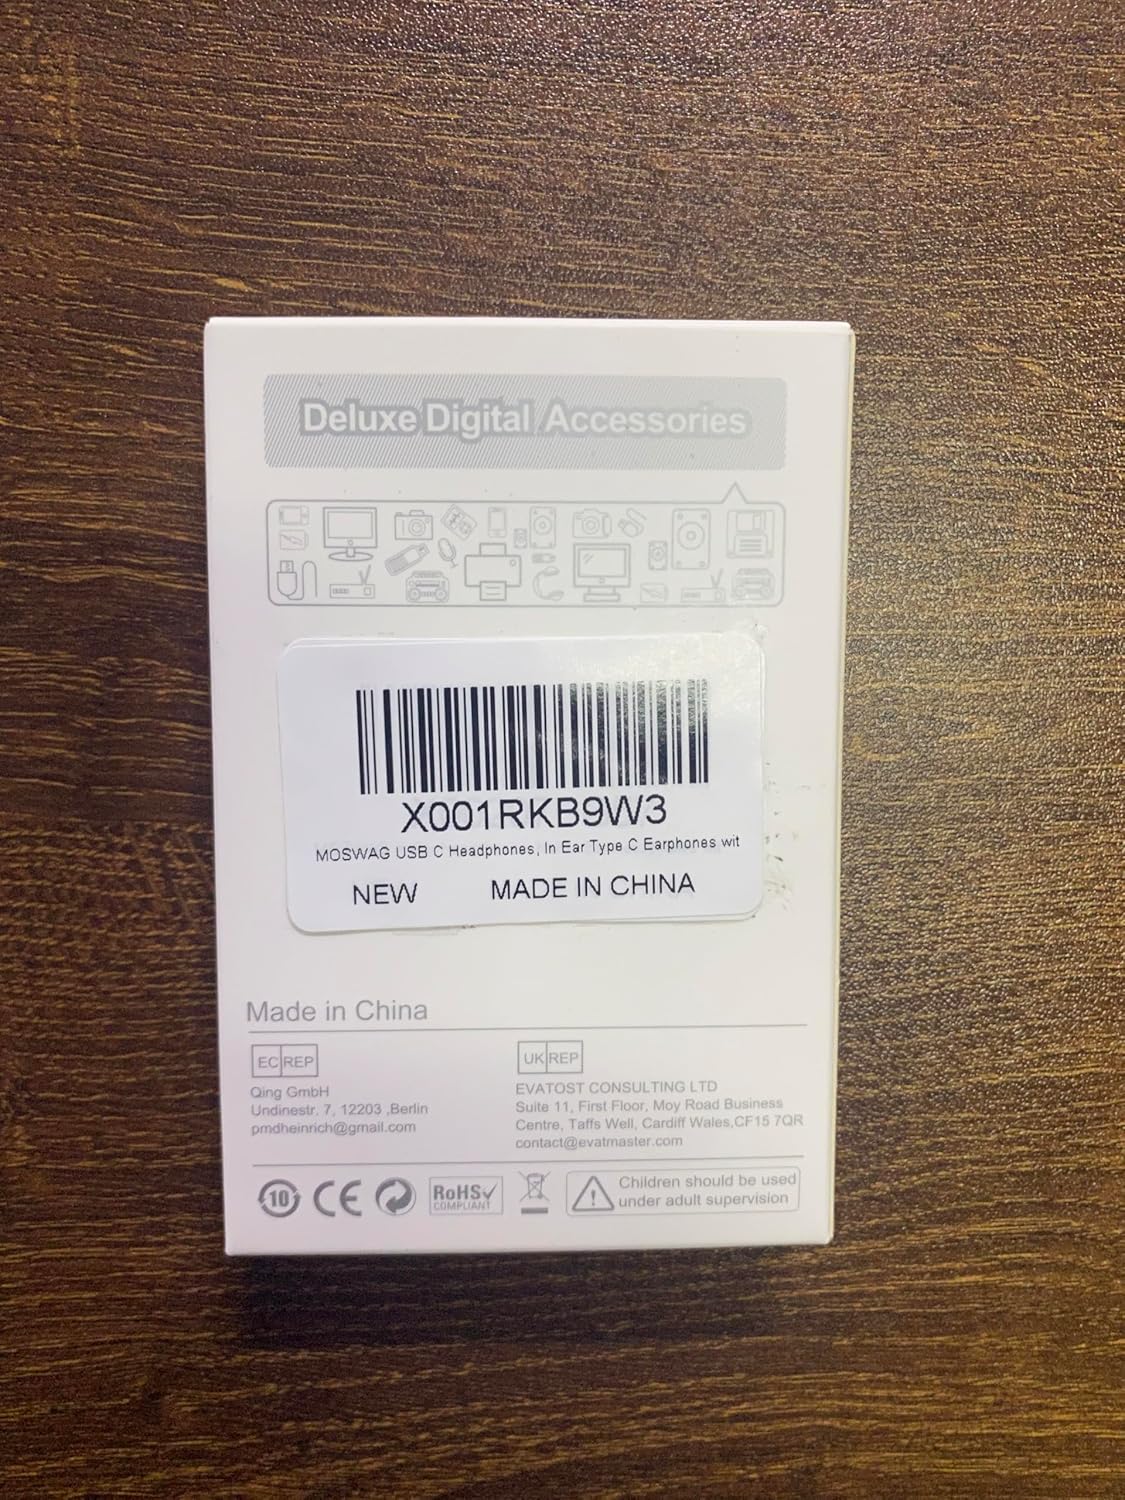 Deluxe Digital Accessories
X001RKB9W3
MOSWAG USB C Headphones, In Ear Type C Earphones wit
NEW MADE IN CHINA
Made in China
EC REP
Qing GmbH
Undinestr. 7, 12203 ,Berlin
pmdheinrich@gmail.com
UK REP
EVATOST CONSULTING LTD
Suite 11, First Floor, Moy Road Business
Centre, Taffs Well, Cardiff Wales,CF15 7QR
contact@evatmaster.com
10
CE
RoHS
COMPLIANT
Children should be used
under adult supervision